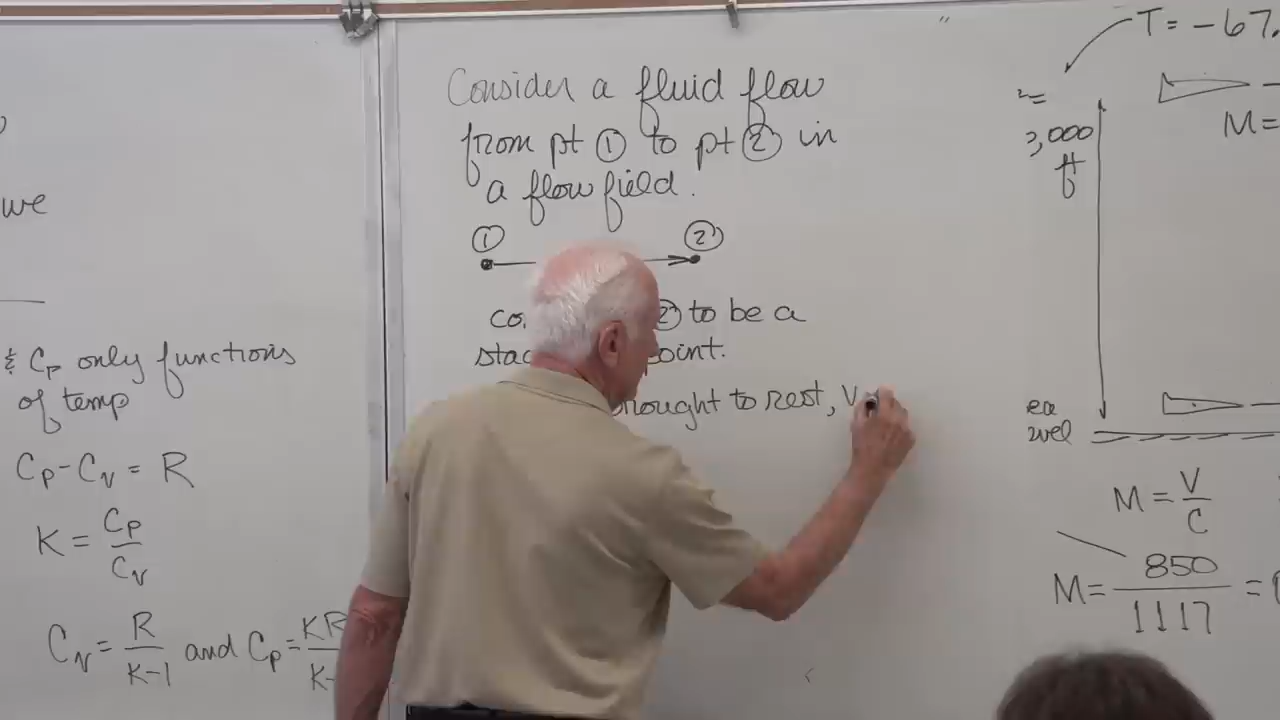 we
& Cp only functions
of temp
Cp - Cv = R
K = Cp/Cv
Cv = R/K-1 and Cp = KR/K-
Consider a fluid flow
from pt ① to pt ② in
a flow field.
① ②
② to be a
point.
brought to rest, V
T = -67.
3,000
ft
M =
M = V/C
M = 850/1117 =